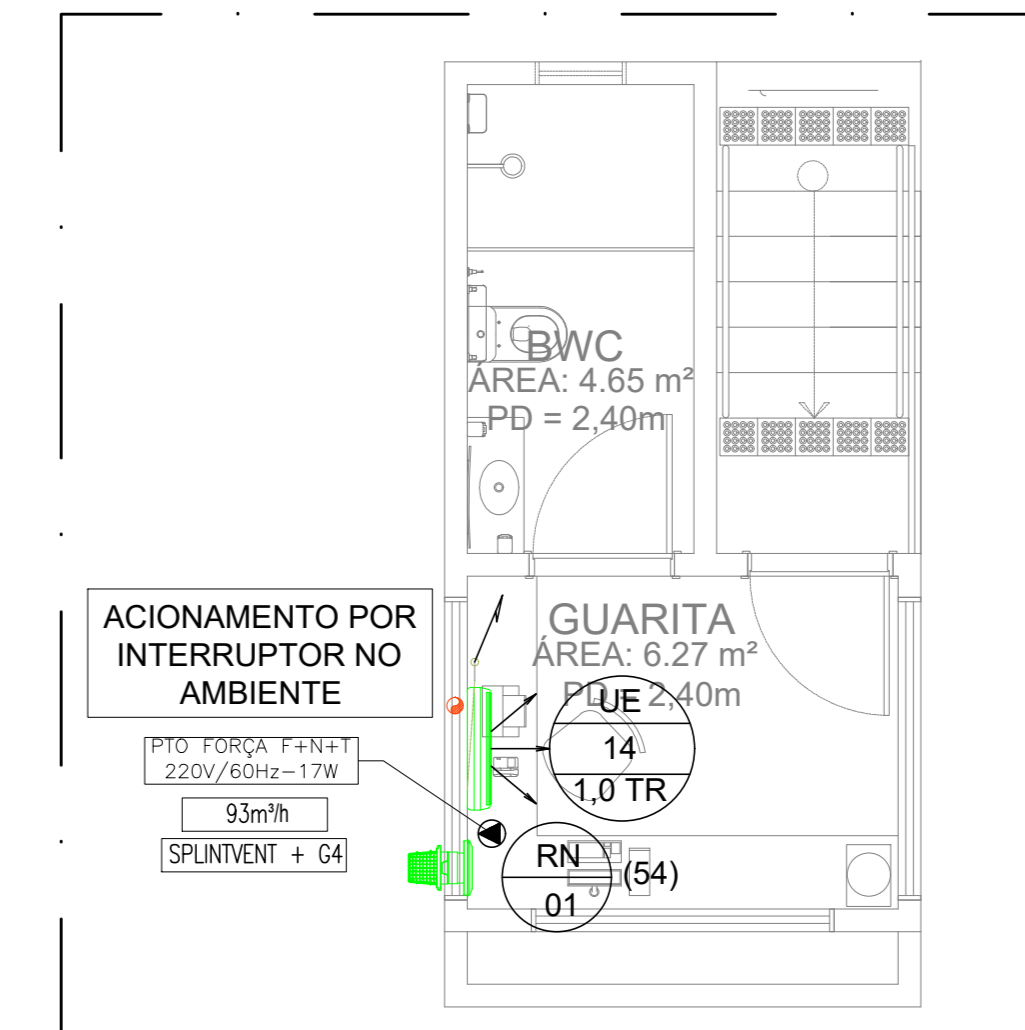 BWC
ÁREA: 4.65 m²
PD = 2,40m
ACIONAMENTO POR
INTERRUPTOR NO
AMBIENTE
GUARITA
ÁREA: 6.27 m²
PD = 2,40m
UE
14
1,0 TR
PTO FORÇA F+N+T
220V/60Hz-17W
93m³/h
SPLINTVENT + G4
RN
01
(54)